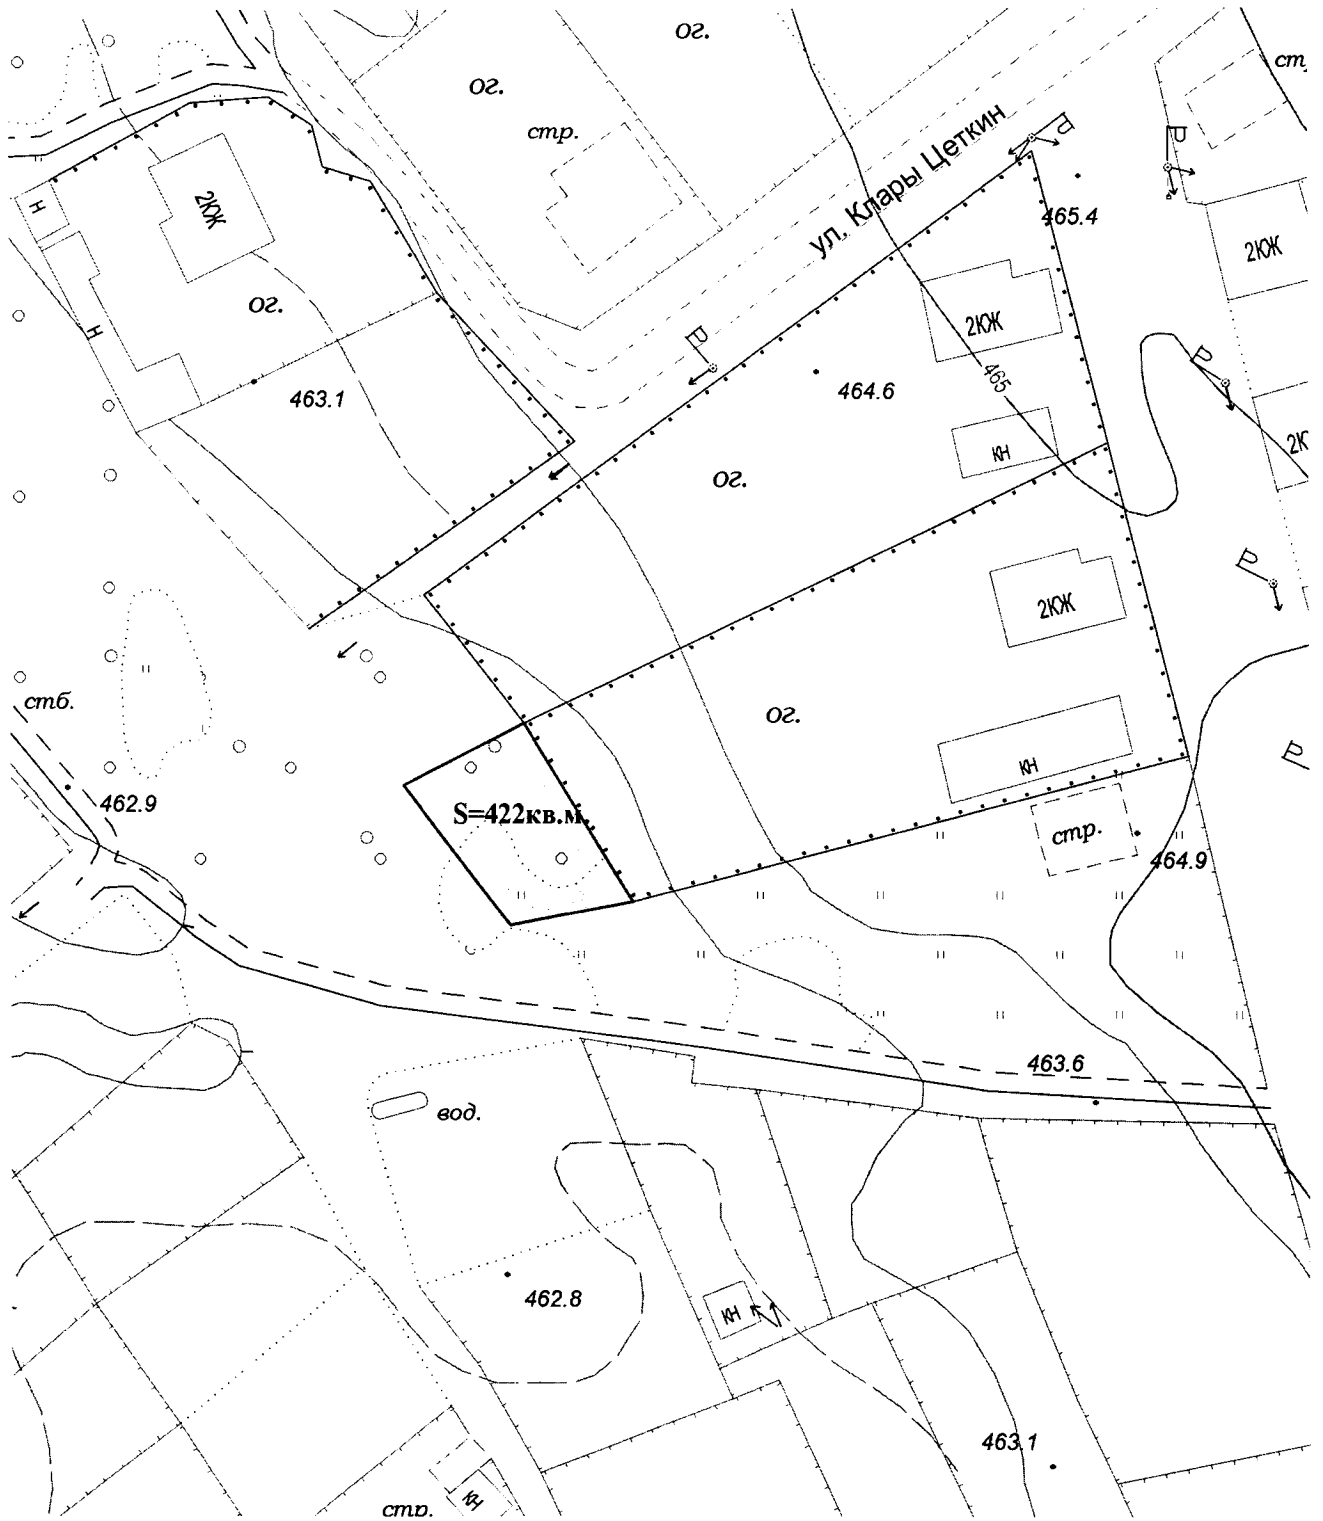 ог.
ог.
стр.
ул. Клары Цеткин
465.4
2КЖ
Н
2КЖ
Н
ог.
2КЖ
463.1
464.6
465
КН
ог.
2КЖ
стб.
ог.
КН
462.9
S=422кв.м.
стр.
464.9
463.6
вод.
462.8
КН
463.1
стр.
КН